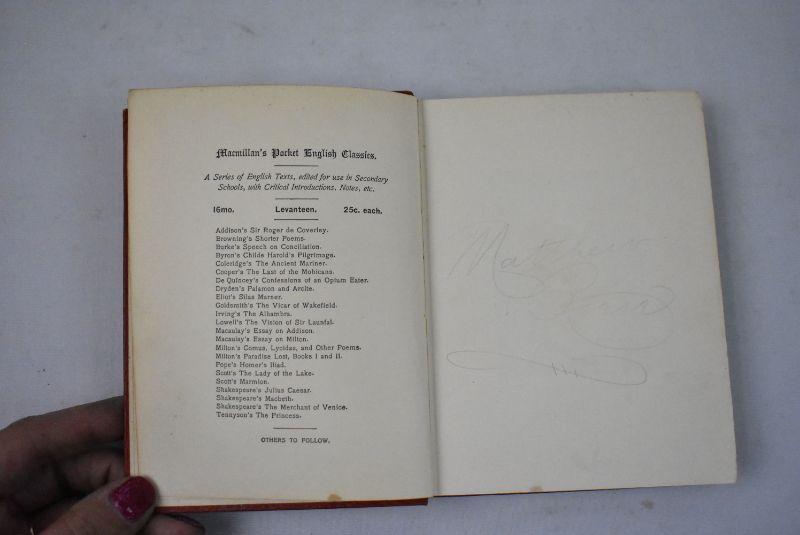 Macmillan's Pocket English Classics.
A Series of English Texts, edited for use in Secondary
Schools, with Critical Introductions, Notes, etc.
16mo. Levanteen. 25c. each.
Addison's Sir Roger de Coverley.
Browning's Shorter Poems.
Burke's Speech on Conciliation.
Byron's Childe Harold's Pilgrimage.
Coleridge's The Ancient Mariner.
Cooper's The Last of the Mohicans.
De Quincey's Confessions of an Opium Eater.
Dryden's Palamon and Arcite.
Eliot's Silas Marner.
Goldsmith's The Vicar of Wakefield.
Irving's The Alhambra.
Lowell's The Vision of Sir Launfal.
Macaulay's Essay on Addison.
Macaulay's Essay on Milton.
Milton's Comus, Lycidas, and Other Poems.
Milton's Paradise Lost, Books I and II.
Pope's Homer's Iliad.
Scott's The Lady of the Lake.
Scott's Marmion.
Shakespeare's Julius Caesar.
Shakespeare's Macbeth.
Shakespeare's The Merchant of Venice.
Tennyson's The Princess.
OTHERS TO FOLLOW.